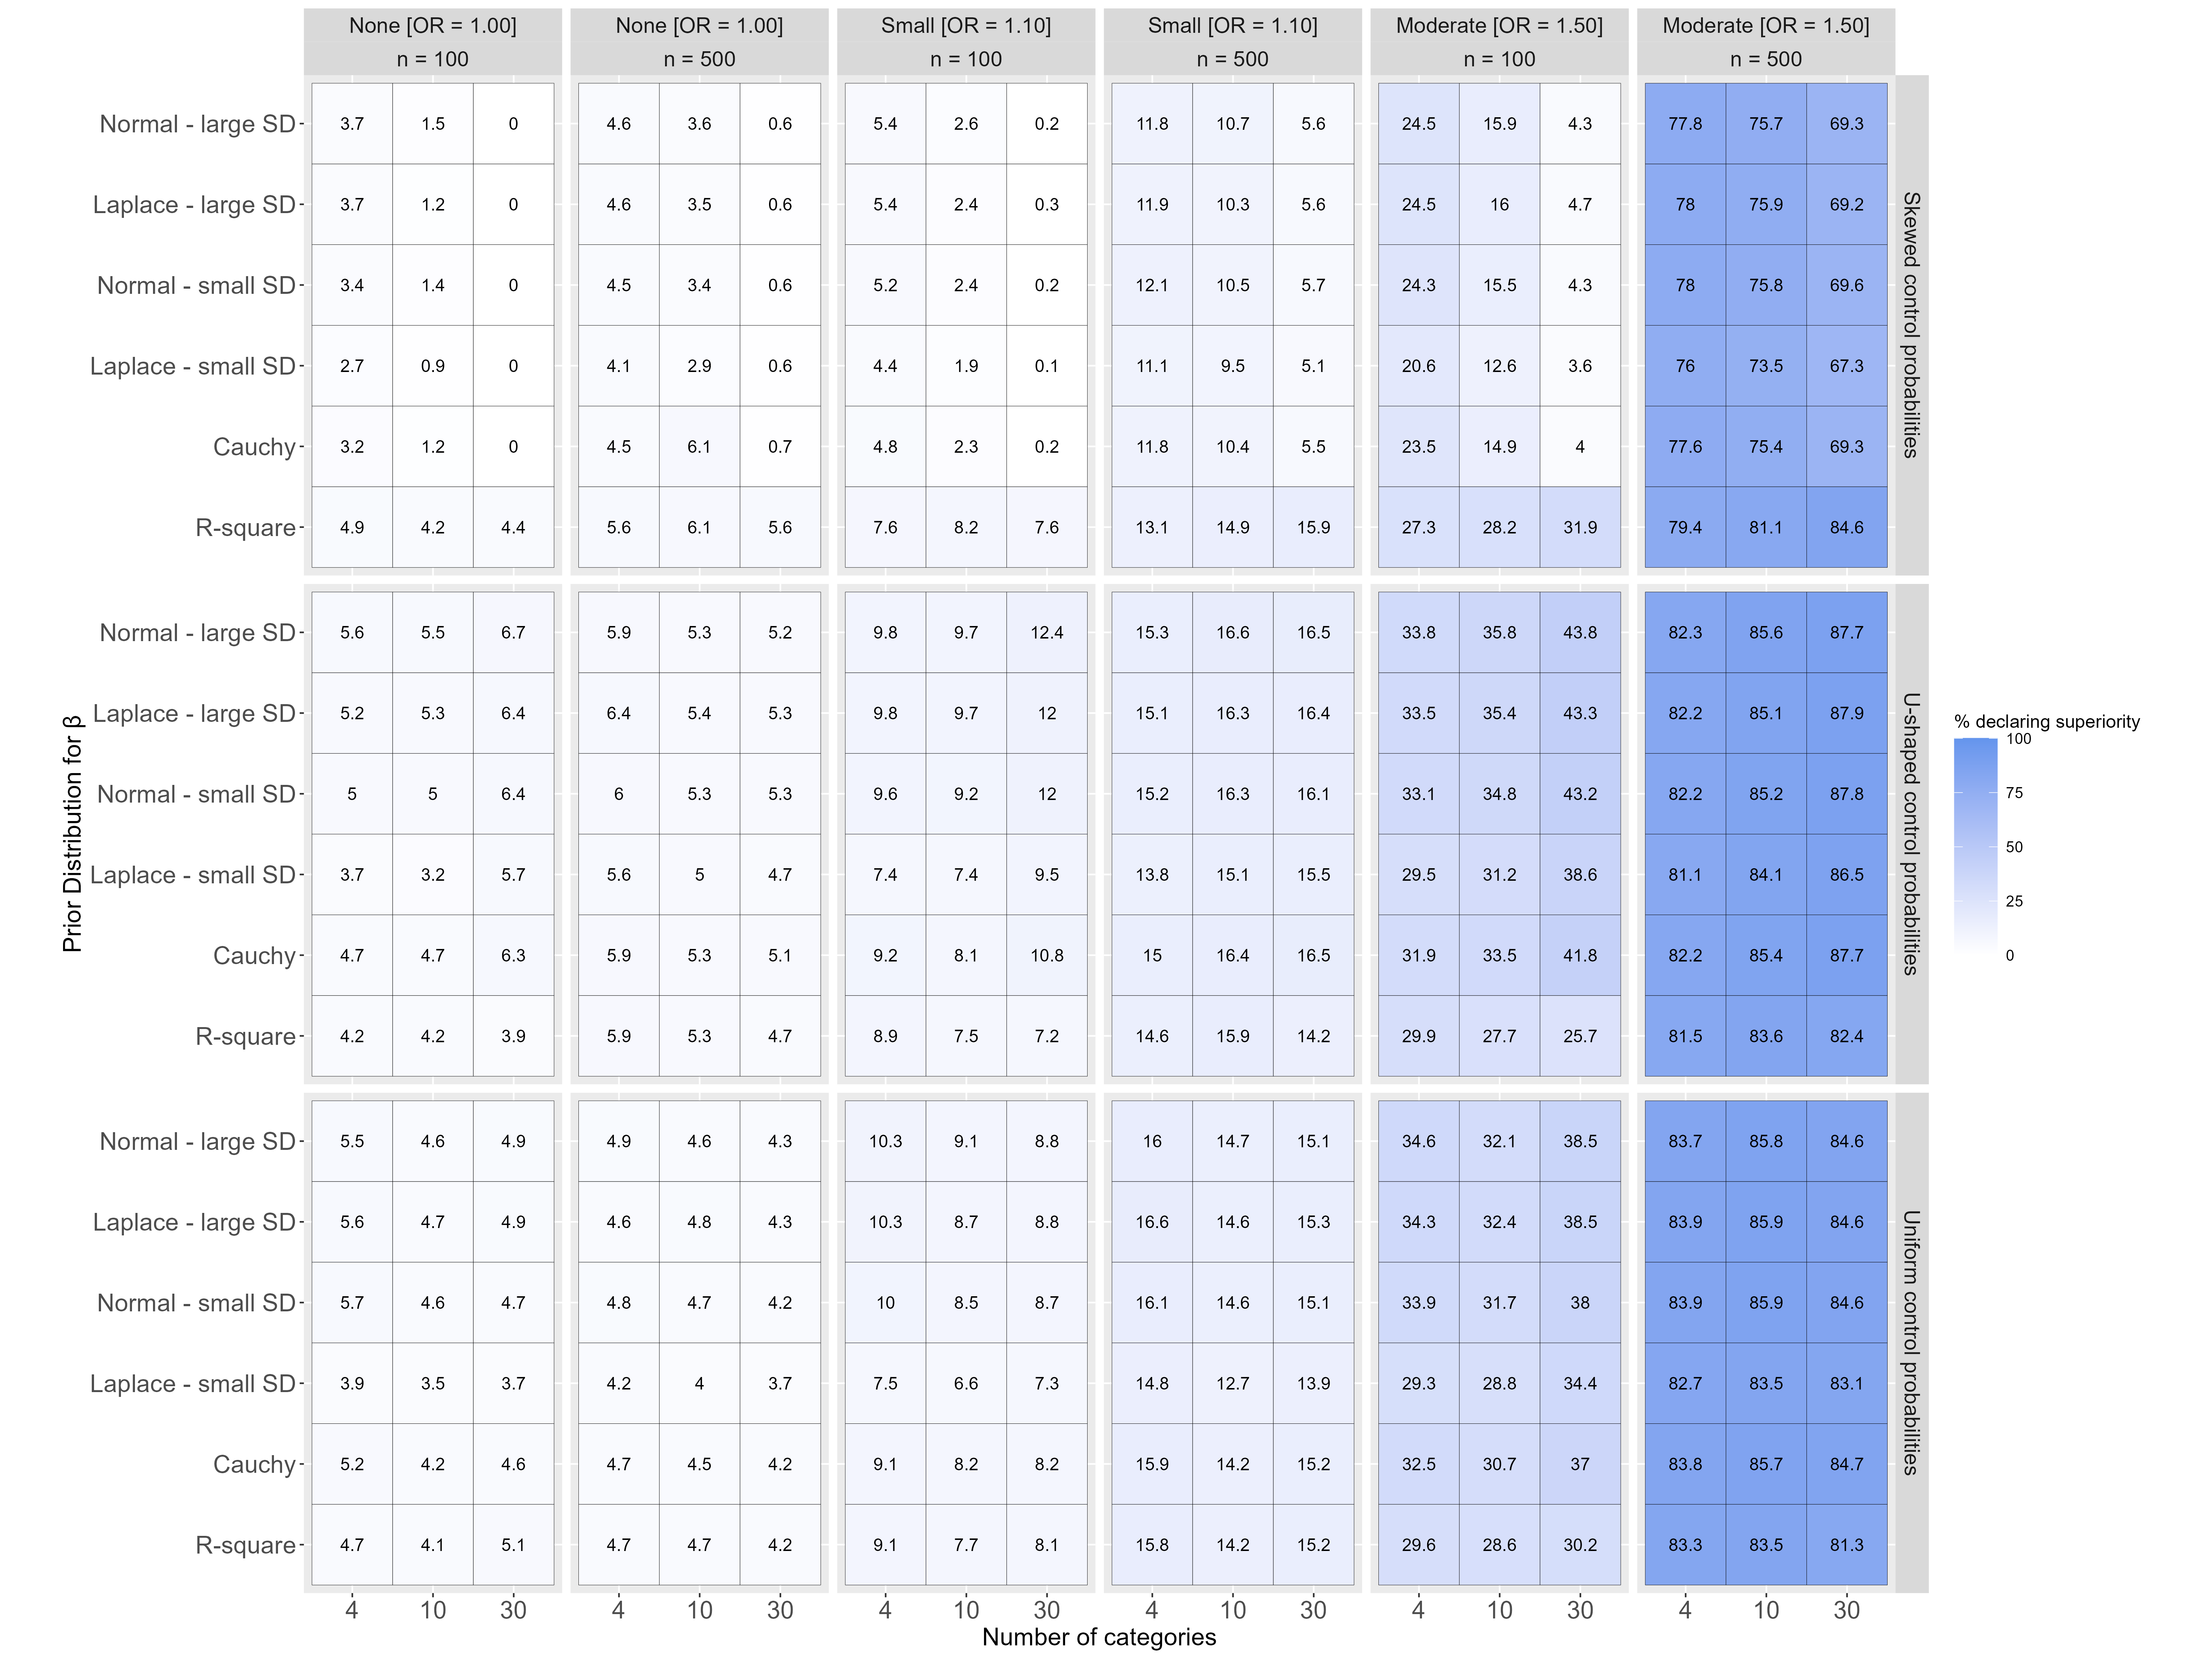 None [OR = 1.00] None [OR = 1.00] Small [OR = 1.10] Small [OR = 1.10] Moderate [OR = 1.50] Moderate [OR = 1.50]
n = 100 n = 500 n = 100 n = 500 n = 100 n = 500
Normal - large SD 3.7 1.5 0 4.6 3.6 0.6 5.4 2.6 0.2 11.8 10.7 5.6 24.5 15.9 4.3 77.8 75.7 69.3
Laplace - large SD 3.7 1.2 0 4.6 3.5 0.6 5.4 2.4 0.3 11.9 10.3 5.6 24.5 16 4.7 78 75.9 69.2
Normal - small SD 3.4 1.4 0 4.5 3.4 0.6 5.2 2.4 0.2 12.1 10.5 5.7 24.3 15.5 4.3 78 75.8 69.6
Laplace - small SD 2.7 0.9 0 4.1 2.9 0.6 4.4 1.9 0.1 11.1 9.5 5.1 20.6 12.6 3.6 76 73.5 67.3
Cauchy 3.2 1.2 0 4.5 6.1 0.7 4.8 2.3 0.2 11.8 10.4 5.5 23.5 14.9 4 77.6 75.4 69.3
R-square 4.9 4.2 4.4 5.6 6.1 5.6 7.6 8.2 7.6 13.1 14.9 15.9 27.3 28.2 31.9 79.4 81.1 84.6
Skewed control probabilities
Normal - large SD 5.6 5.5 6.7 5.9 5.3 5.2 9.8 9.7 12.4 15.3 16.6 16.5 33.8 35.8 43.8 82.3 85.6 87.7
Laplace - large SD 5.2 5.3 6.4 6.4 5.4 5.3 9.8 9.7 12 15.1 16.3 16.4 33.5 35.4 43.3 82.2 85.1 87.9
Normal - small SD 5 5 6.4 6 5.3 5.3 9.6 9.2 12 15.2 16.3 16.1 33.1 34.8 43.2 82.2 85.2 87.8
Laplace - small SD 3.7 3.2 5.7 5.6 5 4.7 7.4 7.4 9.5 13.8 15.1 15.5 29.5 31.2 38.6 81.1 84.1 86.5
Cauchy 4.7 4.7 6.3 5.9 5.3 5.1 9.2 8.1 10.8 15 16.4 16.5 31.9 33.5 41.8 82.2 85.4 87.7
R-square 4.2 4.2 3.9 5.9 5.3 4.7 8.9 7.5 7.2 14.6 15.9 14.2 29.9 27.7 25.7 81.5 83.6 82.4
U-shaped control probabilities
Normal - large SD 5.5 4.6 4.9 4.9 4.6 4.3 10.3 9.1 8.8 16 14.7 15.1 34.6 32.1 38.5 83.7 85.8 84.6
Laplace - large SD 5.6 4.7 4.9 4.6 4.8 4.3 10.3 8.7 8.8 16.6 14.6 15.3 34.3 32.4 38.5 83.9 85.9 84.6
Normal - small SD 5.7 4.6 4.7 4.8 4.7 4.2 10 8.5 8.7 16.1 14.6 15.1 33.9 31.7 38 83.9 85.9 84.6
Laplace - small SD 3.9 3.5 3.7 4.2 4 3.7 7.5 6.6 7.3 14.8 12.7 13.9 29.3 28.8 34.4 82.7 83.5 83.1
Cauchy 5.2 4.2 4.6 4.7 4.5 4.2 9.1 8.2 8.2 15.9 14.2 15.2 32.5 30.7 37 83.8 85.7 84.7
R-square 4.7 4.1 5.1 4.7 4.7 4.2 9.1 7.7 8.1 15.8 14.2 15.2 29.6 28.6 30.2 83.3 83.5 81.3
Uniform control probabilities
4 10 30 4 10 30 4 10 30 4 10 30 4 10 30 4 10 30
Number of categories
Prior Distribution for β
% declaring superiority
100
75
50
25
0